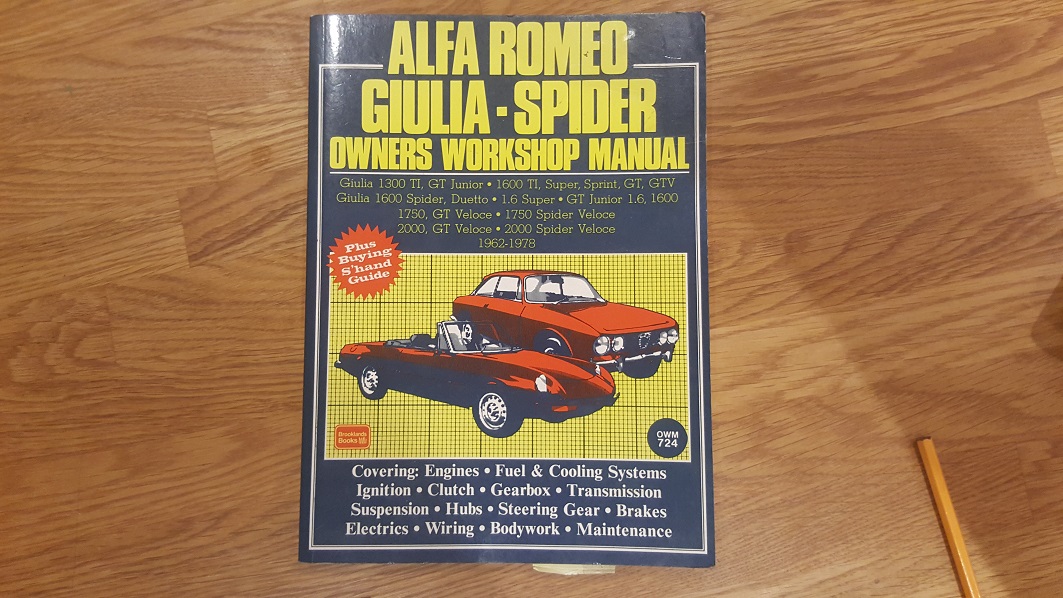 ALFA ROMEO
GIULIA - SPIDER
OWNERS WORKSHOP MANUAL
Giulia 1300 TI, GT Junior • 1600 TI, Super, Sprint, GT, GTV
Giulia 1600 Spider, Duetto • 1.6 Super • GT Junior 1.6, 1600
1750, GT Veloce • 1750 Spider Veloce
2000, GT Veloce • 2000 Spider Veloce
1962-1978
Plus
Buying
S'hand
Guide
Brooklands
Books
OWM
724
Covering: Engines • Fuel & Cooling Systems
Ignition • Clutch • Gearbox • Transmission
Suspension • Hubs • Steering Gear • Brakes
Electrics • Wiring • Bodywork • Maintenance